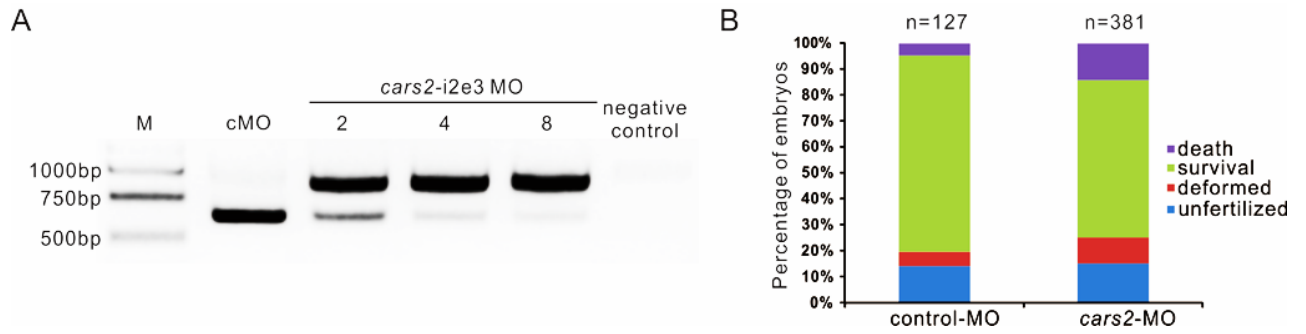 A
cars2-i2e3 MO
M cMO 2 4 8 negative
control
1000bp
750bp
500bp
B
n=127 n=381
Percentage of embryos
100%
90%
80%
70%
60%
50%
40%
30%
20%
10%
0%
control-MO cars2-MO
death
survival
deformed
unfertilized